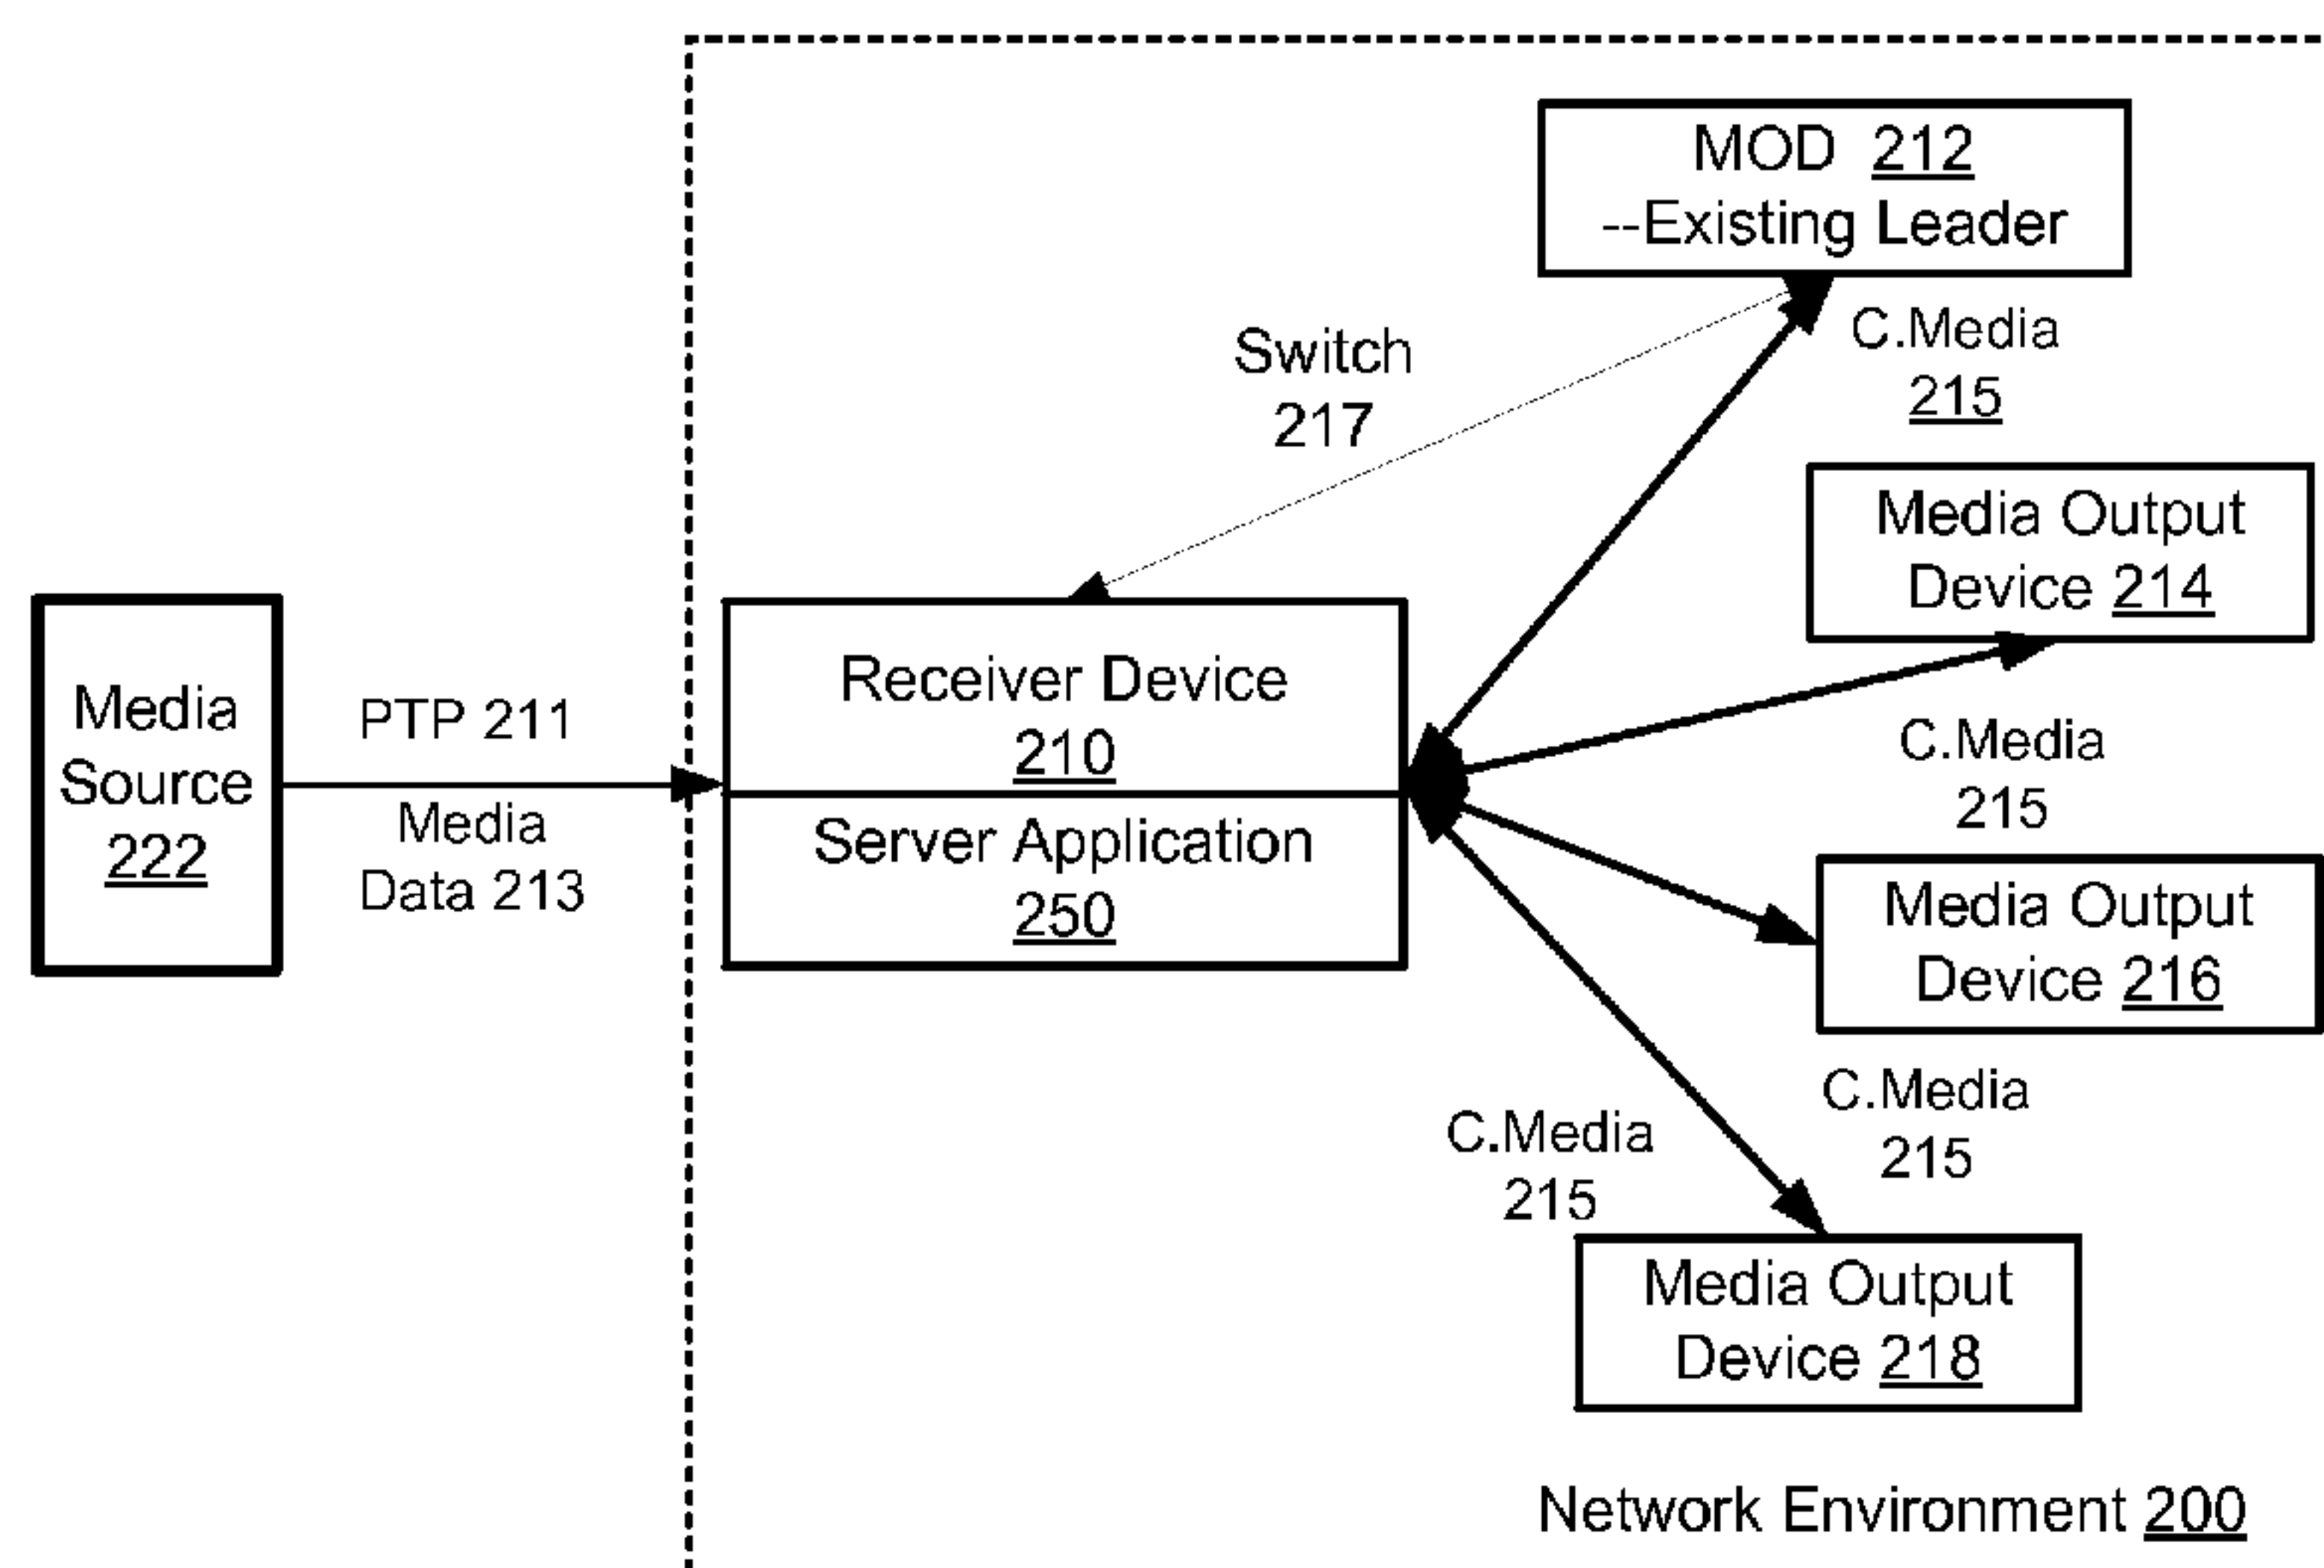 MOD 212
--Existing Leader
C.Media
215
Switch
217
Media Output
Device 214
Media
Source
222
PTP 211
Media
Data 213
Receiver Device
210
Server Application
250
C.Media
215
Media Output
Device 216
C.Media
215
C.Media
215
Media Output
Device 218
Network Environment 200